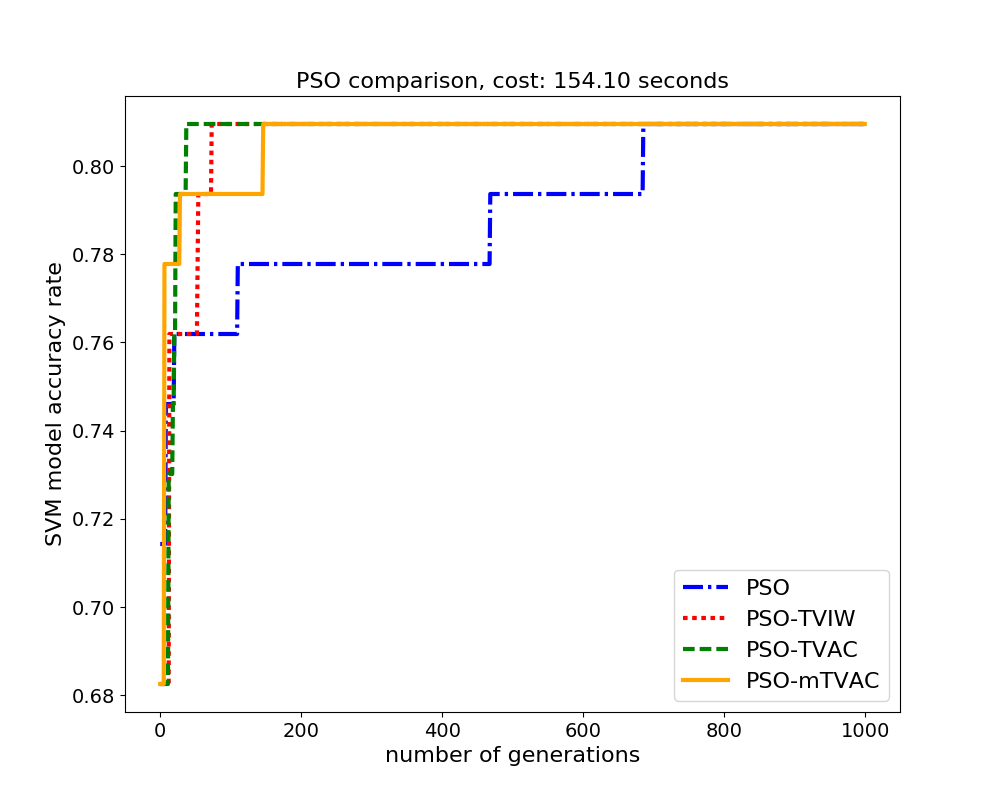 PSO comparison, cost: 154.10 seconds
SVM model accuracy rate
0.80
0.78
0.76
0.74
0.72
0.70
0.68
0 200 400 600 800 1000
number of generations
PSO
PSO-TVIW
PSO-TVAC
PSO-mTVAC